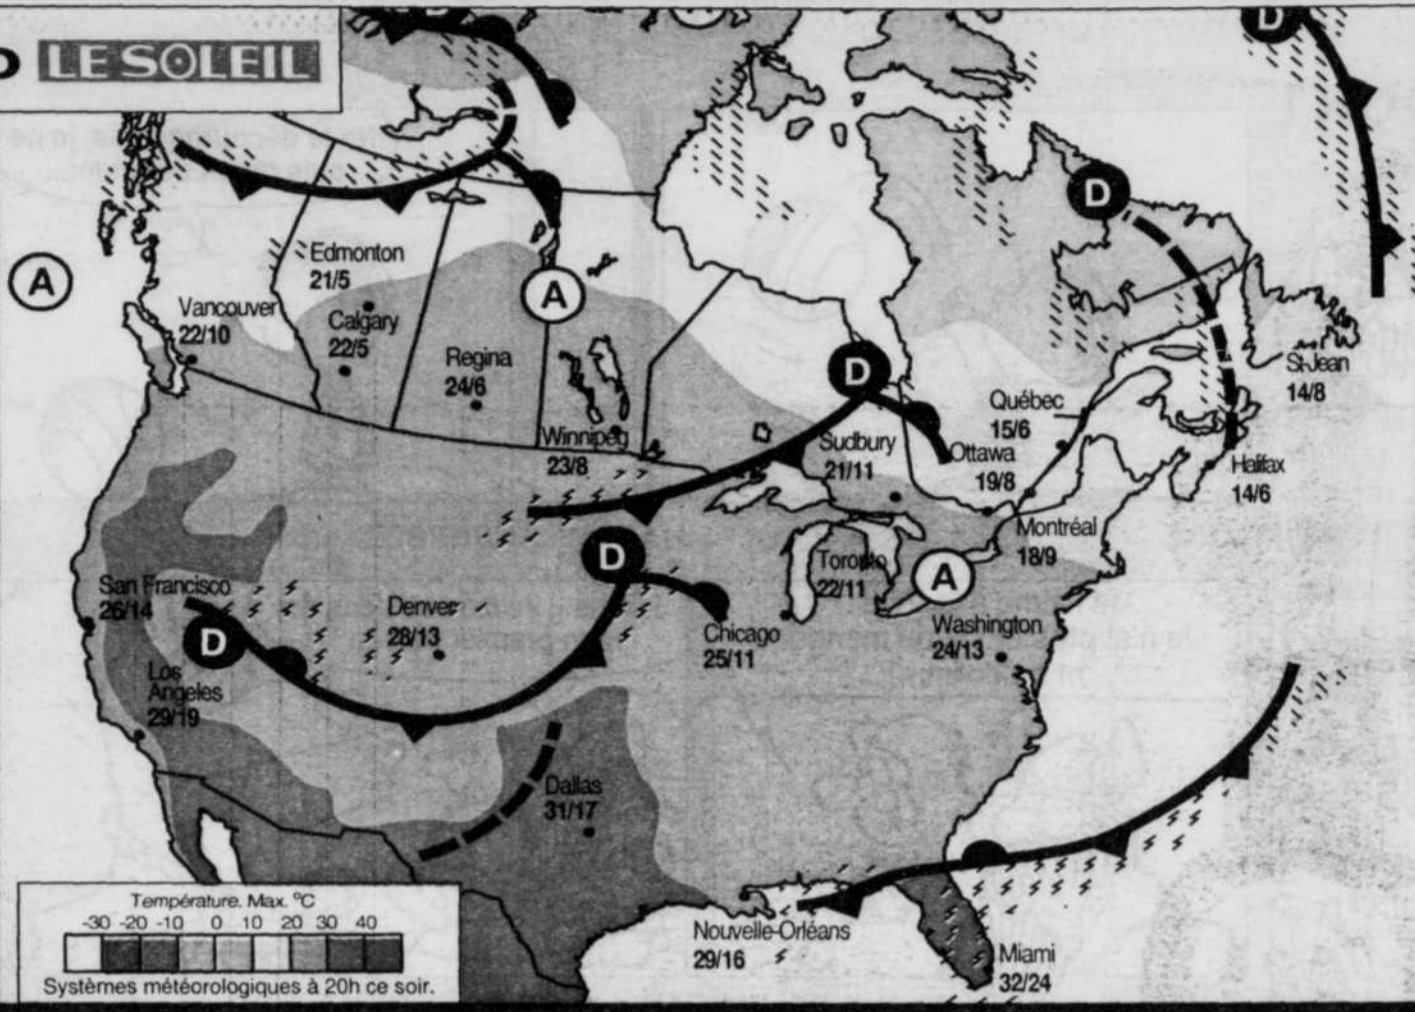 D
LE SOLEIL
D
A
D
D
A
Edmonton
21/5
A
Vancouver
22/10
Calgary
22/5
Regina
24/6
Winnipeg
23/8
D
Sudbury
21/11
Québec
15/6
Ottawa
19/8
St-Jean
14/8
Halifax
14/6
Montréal
18/9
D
Toronto
22/11
A
San Francisco
26/14
D
Denver
28/13
Chicago
25/11
Washington
24/13
Los
Angeles
29/19
Dallas
31/17
Nouvelle-Orléans
29/16
Miami
32/24
Température. Max. °C
-30 -20 -10 0 10 20 30 40
Systèmes météorologiques à 20h ce soir.